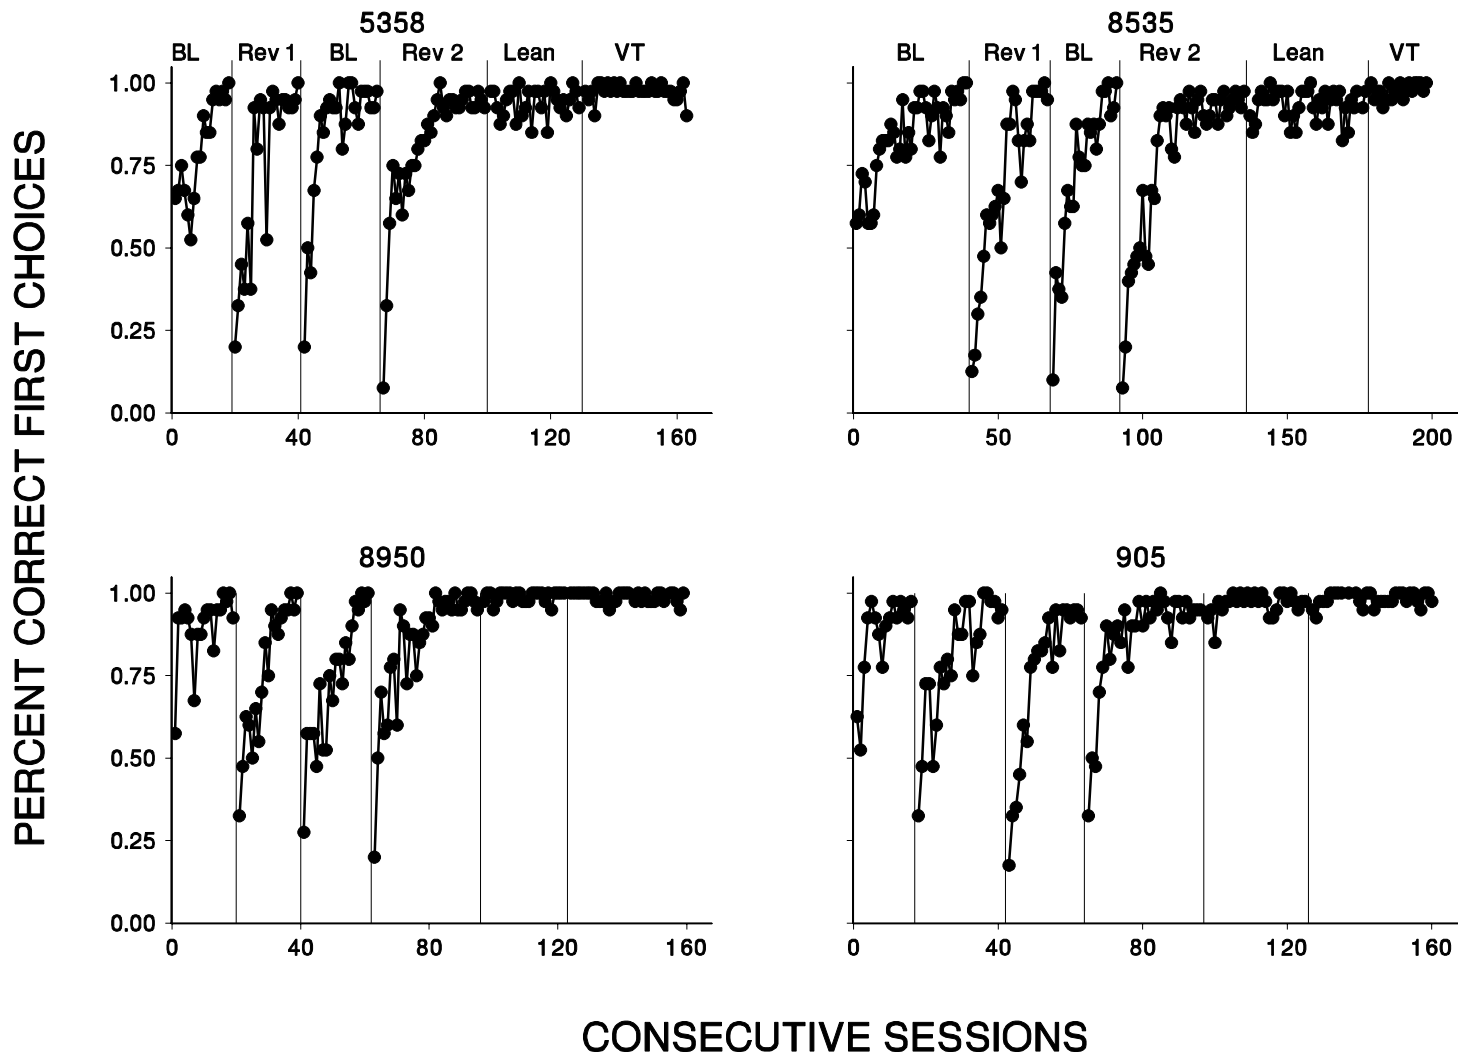 5358
BL Rev 1 BL Rev 2 Lean VT
1.00
0.75
0.50
0.25
0.00
0 40 80 120 160
8535
BL Rev 1 BL Rev 2 Lean VT
0 50 100 150 200
8950
1.00
0.75
0.50
0.25
0.00
0 40 80 120 160
905
0 40 80 120 160
PERCENT CORRECT FIRST CHOICES
CONSECUTIVE SESSIONS